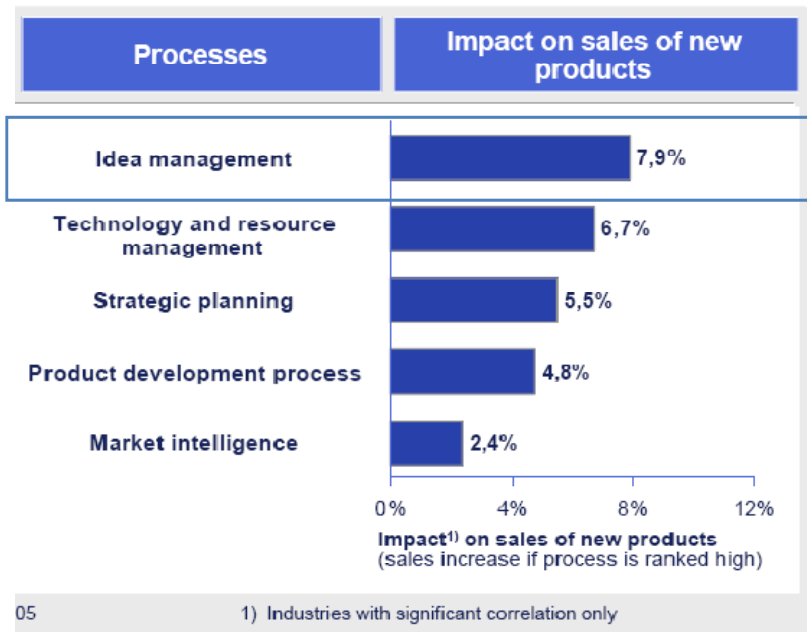 Processes
Impact on sales of new
products
Idea management
7,9%
Technology and resource
management
6,7%
Strategic planning
5,5%
Product development process
4,8%
Market intelligence
2,4%
0%
4%
8%
12%
Impact1) on sales of new products
(sales increase if process is ranked high)
05
1) Industries with significant correlation only